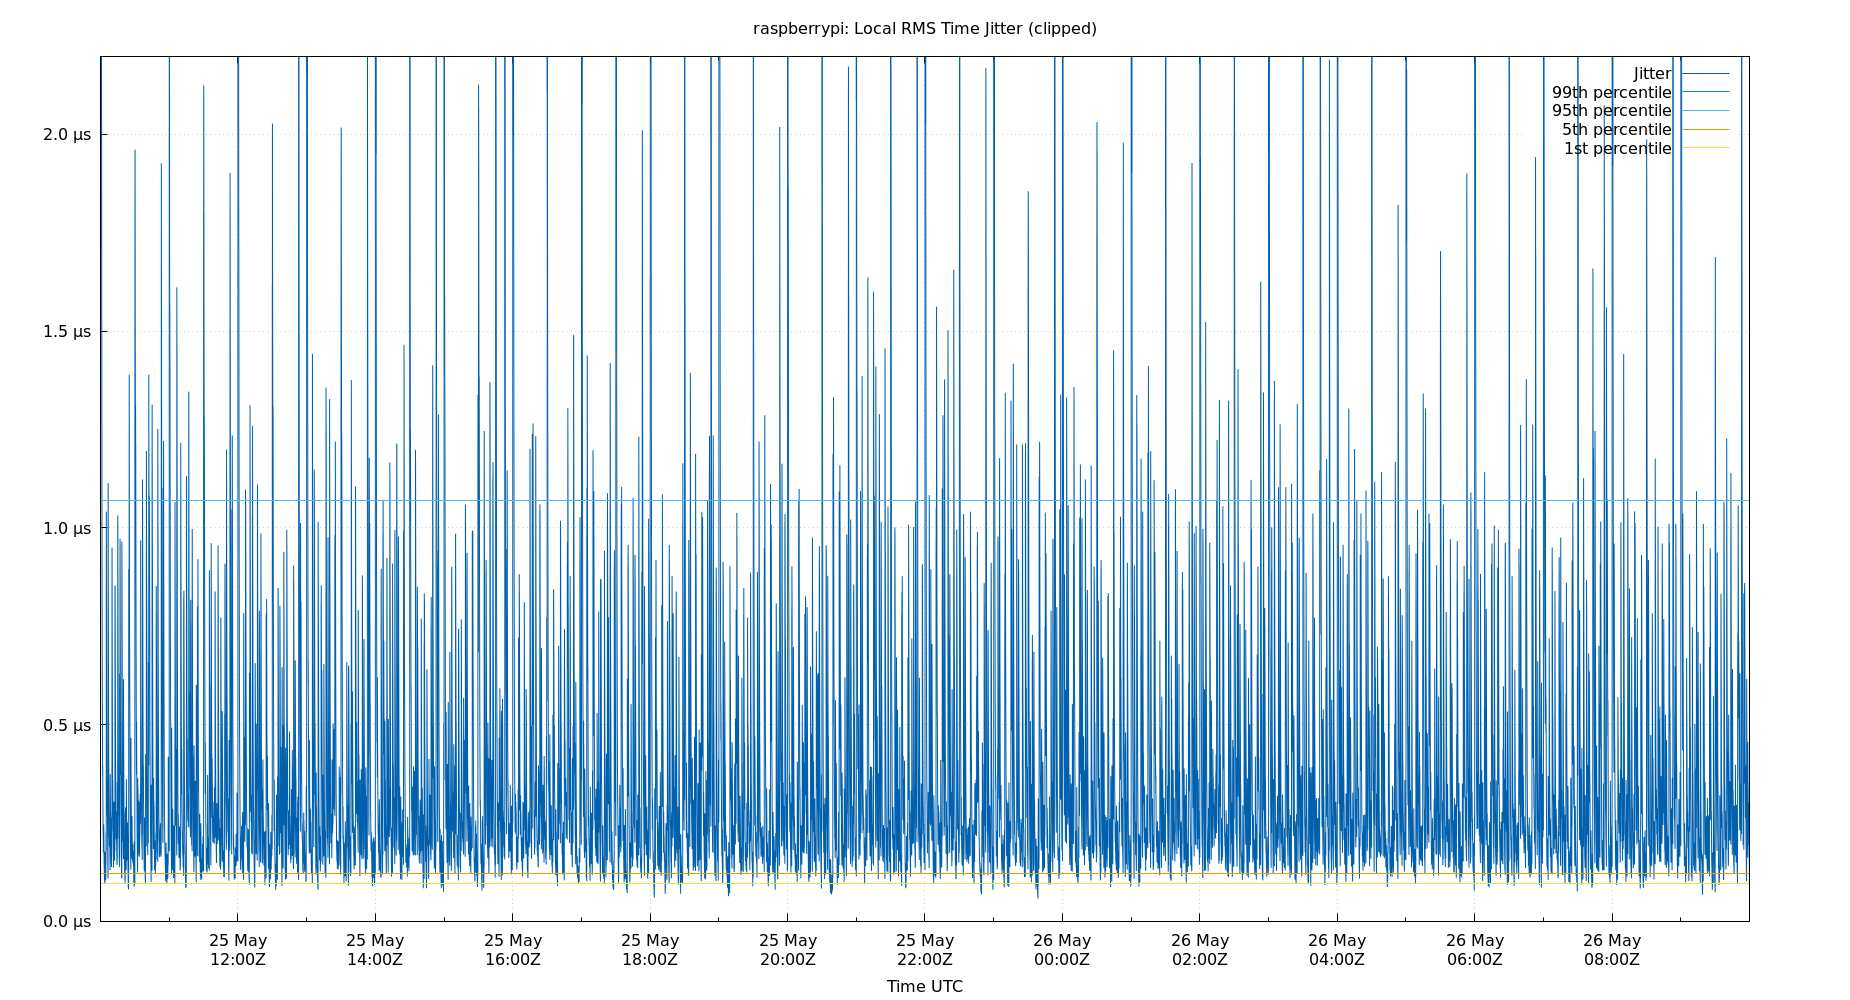 raspberrypi: Local RMS Time Jitter (clipped)
Jitter
99th percentile
95th percentile
5th percentile
1st percentile
2.0 µs
1.5 µs
1.0 µs
0.5 µs
0.0 µs
25 May 25 May 25 May 25 May 25 May 25 May 26 May 26 May 26 May 26 May 26 May
12:00Z 14:00Z 16:00Z 18:00Z 20:00Z 22:00Z 00:00Z 02:00Z 04:00Z 06:00Z 08:00Z
Time UTC